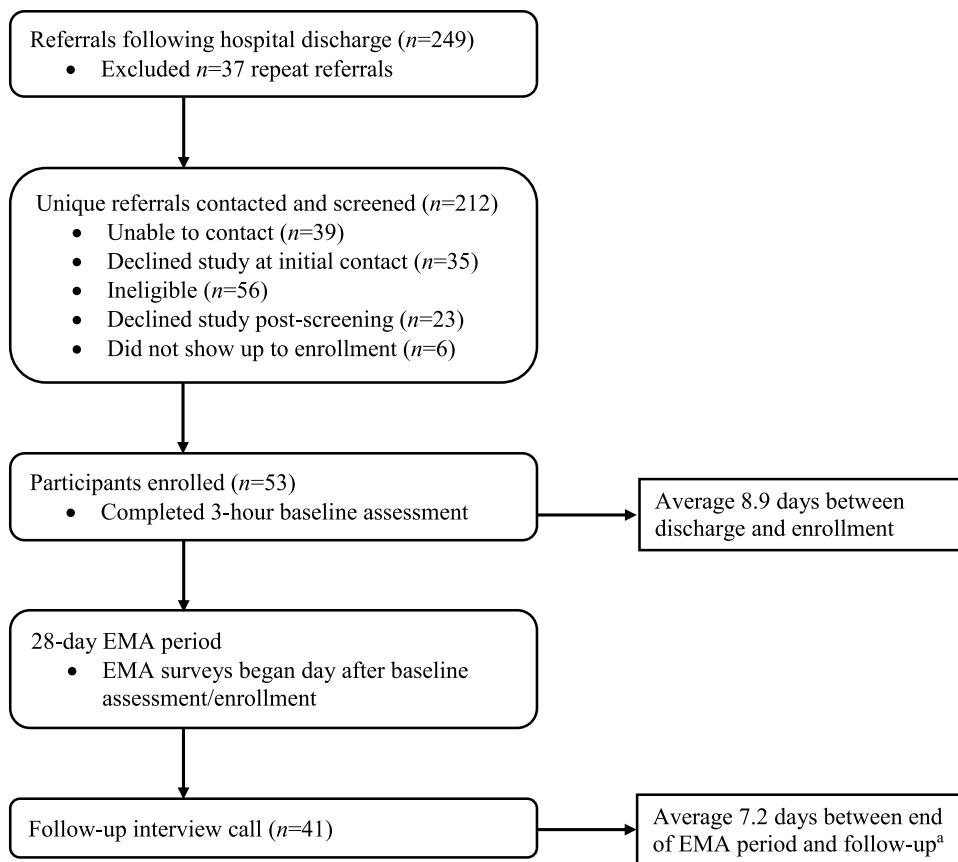 Referrals following hospital discharge (n=249)
• Excluded n=37 repeat referrals
Unique referrals contacted and screened (n=212)
• Unable to contact (n=39)
• Declined study at initial contact (n=35)
• Ineligible (n=56)
• Declined study post-screening (n=23)
• Did not show up to enrollment (n=6)
Participants enrolled (n=53)
• Completed 3-hour baseline assessment
Average 8.9 days between
discharge and enrollment
28-day EMA period
• EMA surveys began day after baseline
assessment/enrollment
Follow-up interview call (n=41)
Average 7.2 days between end
of EMA period and follow-upᵃ